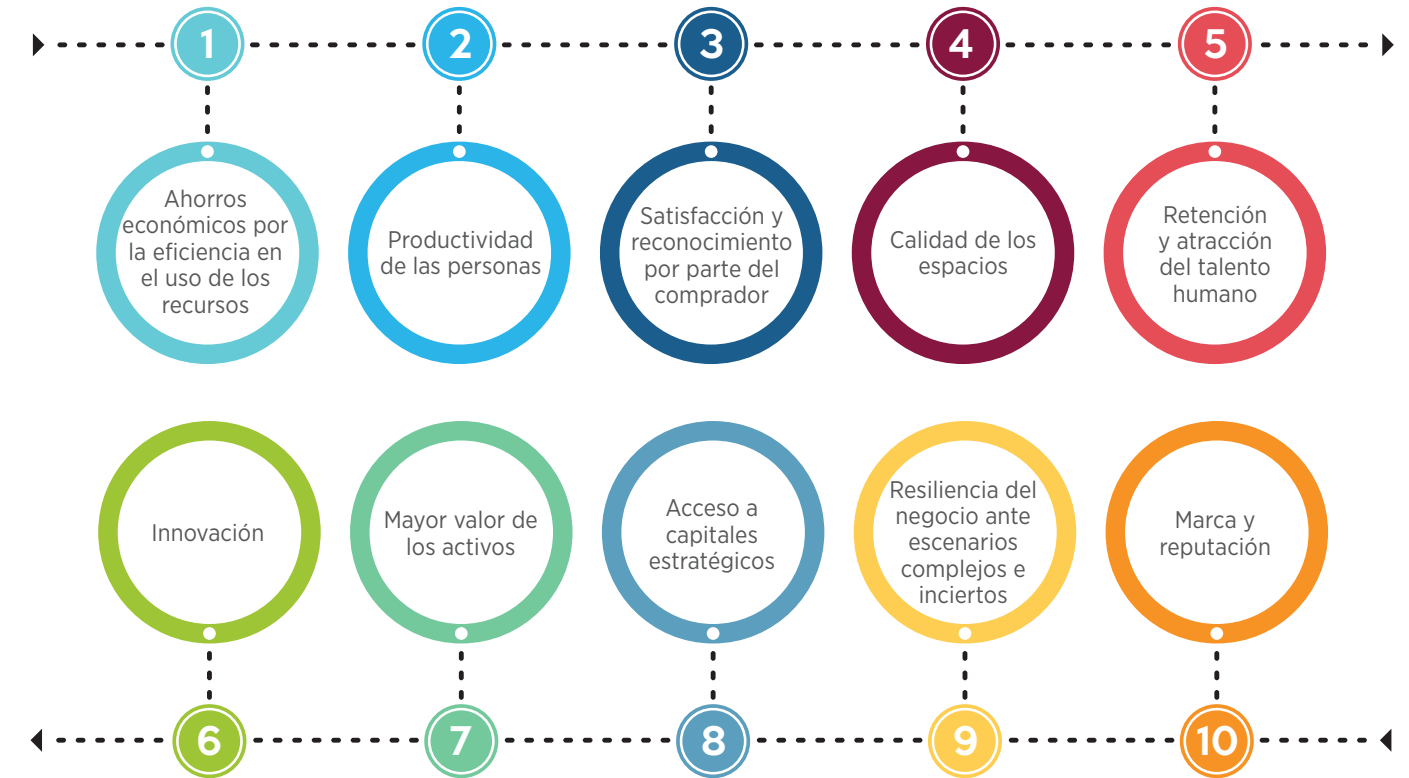 1
2
3
4
5
Ahorros
económicos por
la eficiencia en
el uso de los
recursos
Productividad
de las personas
Satisfacción y
reconocimiento
por parte del
comprador
Calidad de los
espacios
Retención
y atracción
del talento
humano
Innovación
Mayor valor de
los activos
Acceso a
capitales
estratégicos
Resiliencia del
negocio ante
escenarios
complejos e
inciertos
Marca y
reputación
6
7
8
9
10